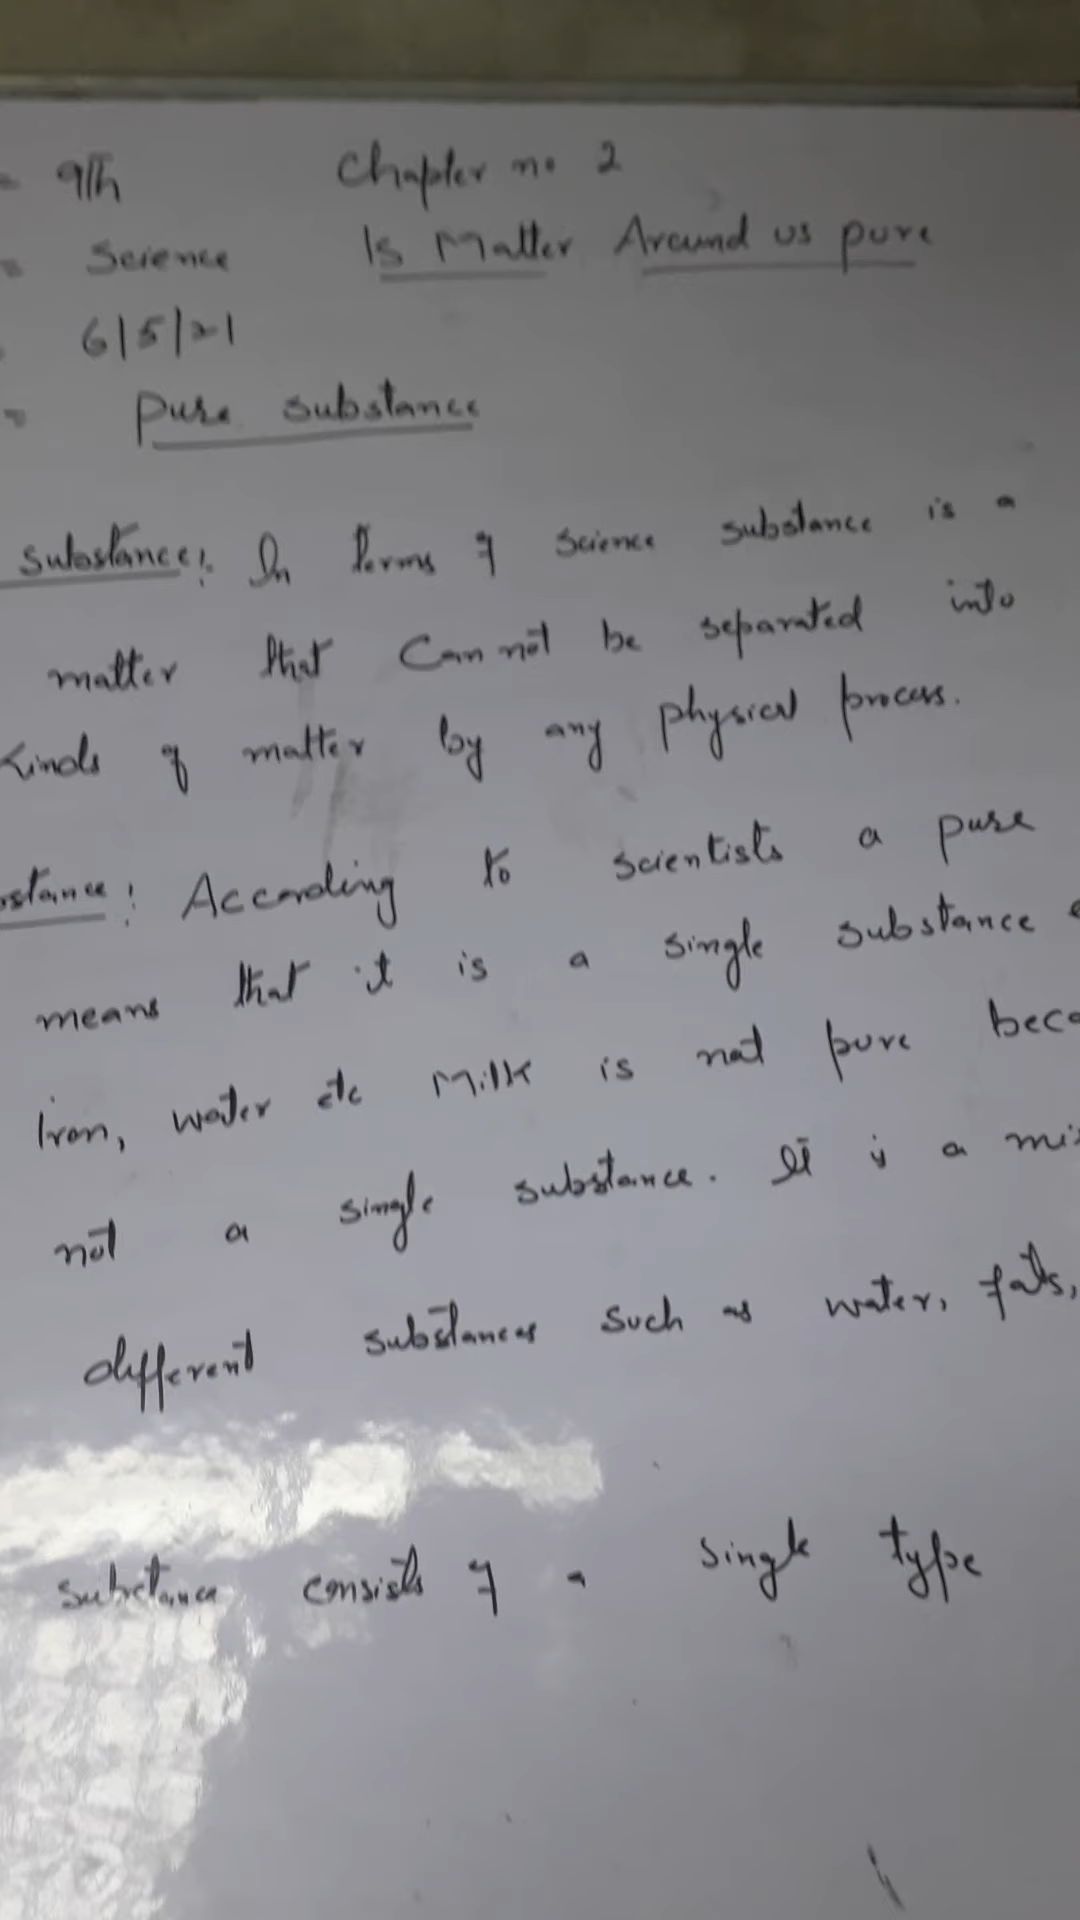 = 9th Chapter no 2
= Science Is Matter Around us pure
6/5/21
= Pure substance
substance: In terms of science substance is a
matter that Cannot be separated into
kinds of matter by any physical process.
stance: According to scientists a pure
means that it is a single substance
Iron, water etc Milk is not pure
not a single substance. It is a
different substances such as water, fats,
substance consists of a single type